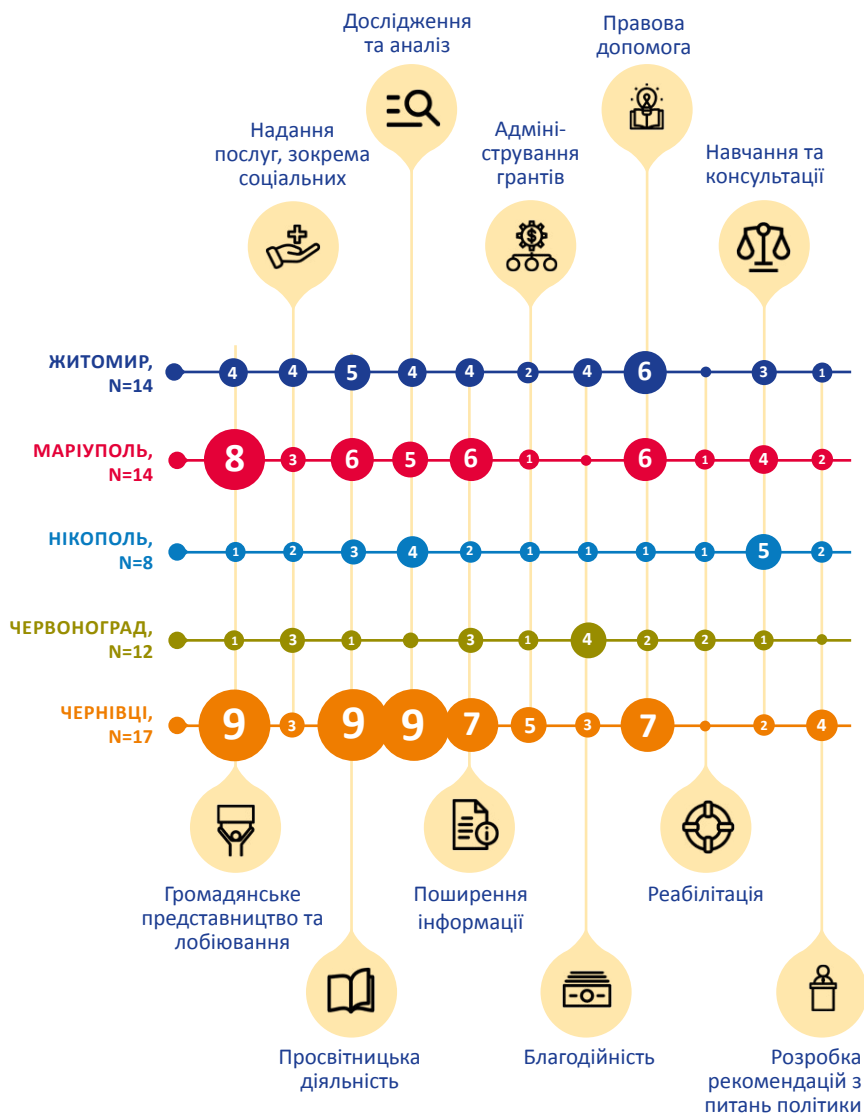 Дослідження
та аналіз
Правова
допомога
Надання
послуг, зокрема
соціальних
Адміні-
стрування
грантів
Навчання та
консультації
$
ЖИТОМИР,
N=14
4 4 5 4 4 2 4 6 3 1
МАРІУПОЛЬ,
N=14
8 3 6 5 6 1 6 1 4 2
НІКОПОЛЬ,
N=8
1 2 3 4 2 1 1 1 1 5 2
ЧЕРВОНОГРАД,
N=12
1 3 1 3 1 4 2 2 1
ЧЕРНІВЦІ,
N=17
9 3 9 9 7 5 3 7 2 4
i
Громадянське
представництво та
лобіювання
Поширення
інформації
Реабілітація
Просвітницька
діяльність
Благодійність
Розробка
рекомендацій з
питань політики